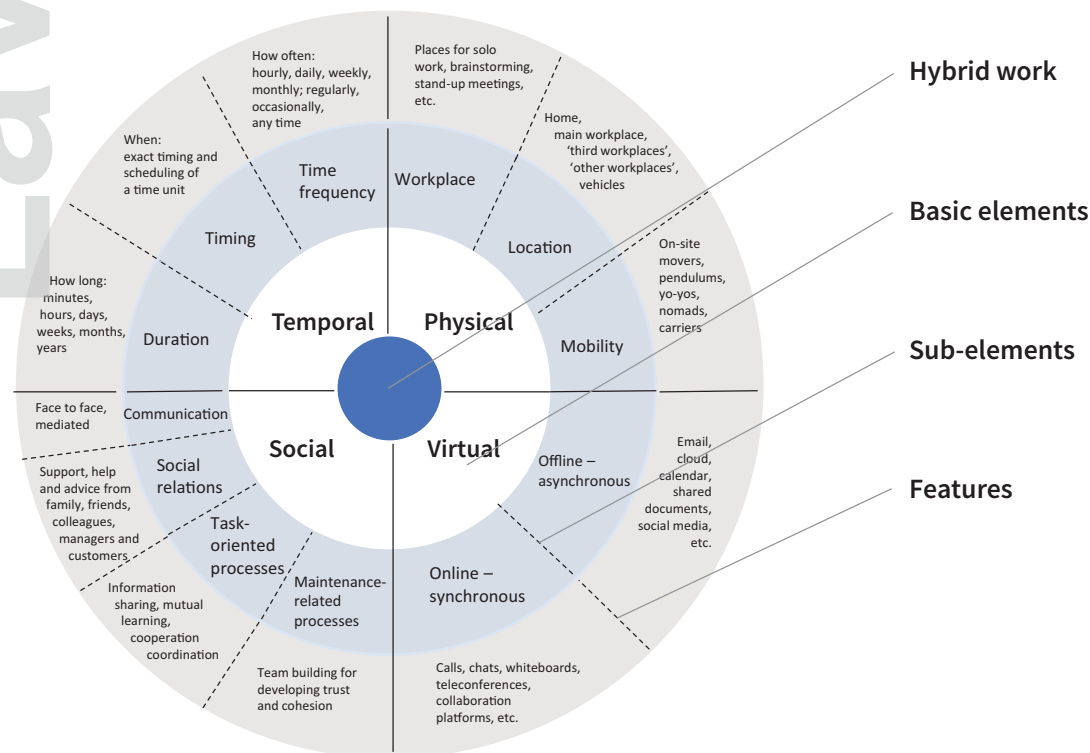 Hybrid work
Basic elements
Sub-elements
Features
Temporal
Physical
Social
Virtual
Workplace
Places for solo
work, brainstorming,
stand-up meetings,
etc.
Location
Home,
main workplace,
‘third workplaces’,
‘other workplaces’,
vehicles
Mobility
On-site
movers,
pendulums,
yo-yos,
nomads,
carriers
Offline –
asynchronous
Email,
cloud,
calendar,
shared
documents,
social media,
etc.
Online –
synchronous
Calls, chats, whiteboards,
teleconferences,
collaboration
platforms, etc.
Maintenance-
related
processes
Team building for
developing trust
and cohesion
Task-
oriented
processes
Information
sharing, mutual
learning,
cooperation
coordination
Social
relations
Support, help
and advice from
family, friends,
colleagues,
managers and
customers
Communication
Face to face,
mediated
Duration
How long:
minutes,
hours, days,
weeks, months,
years
Timing
When:
exact timing and
scheduling of
a time unit
Time
frequency
How often:
hourly, daily, weekly,
monthly; regularly,
occasionally,
any time